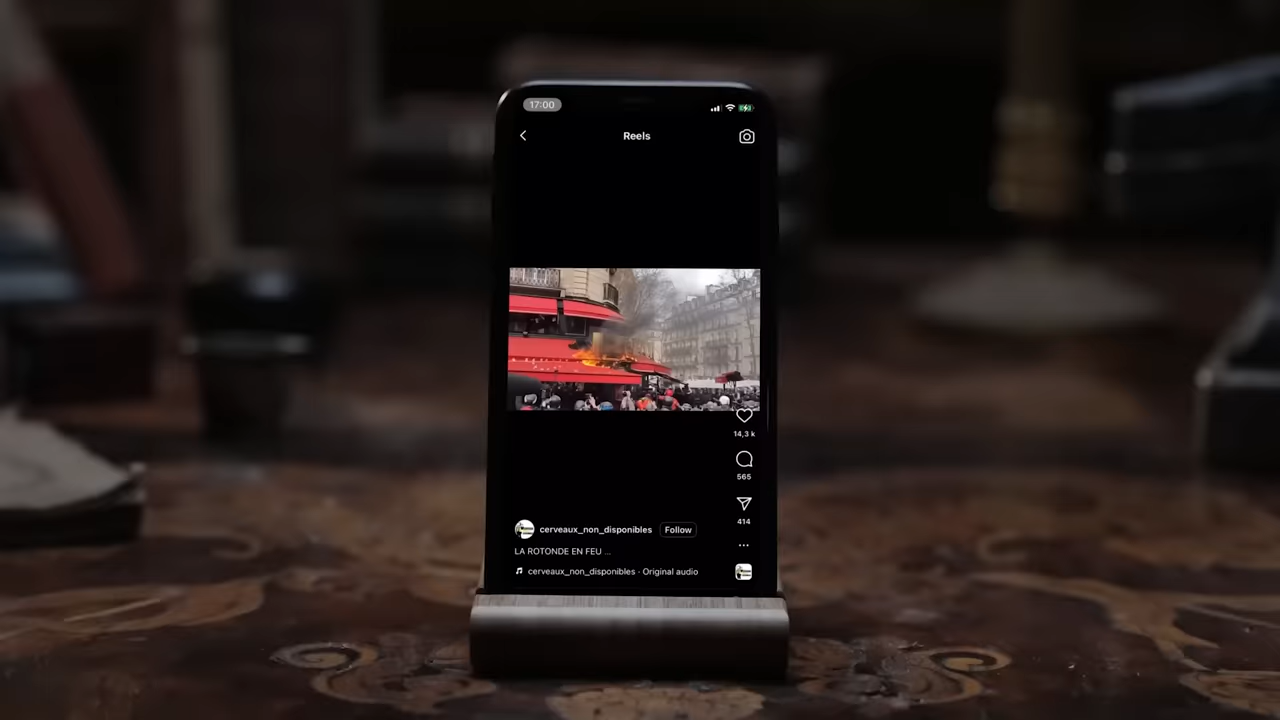 17:00
Reels
14,3 k
565
414
cerveaux_non_disponibles Follow
LA ROTONDE EN FEU ...
cerveaux_non_disponibles · Original audio